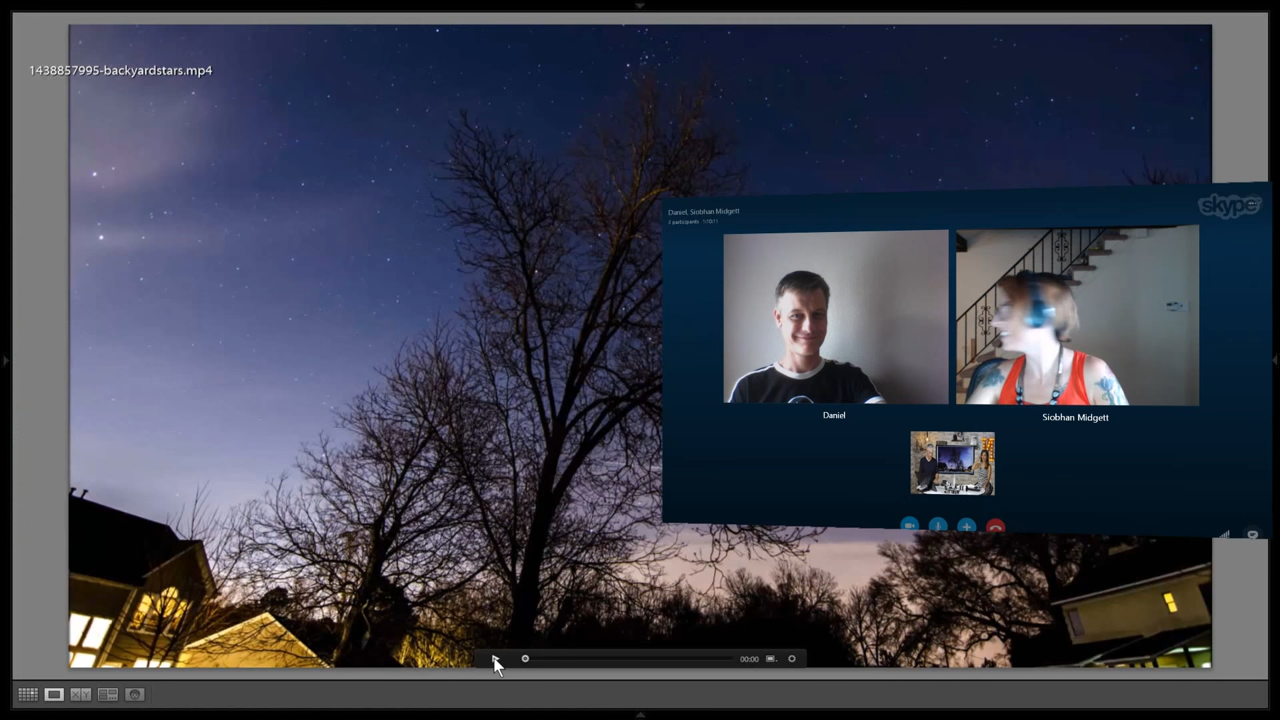 1438857995-backyardstars.mp4
Daniel, Siobhan Midgett
skype
Daniel
Siobhan Midgett
00:00